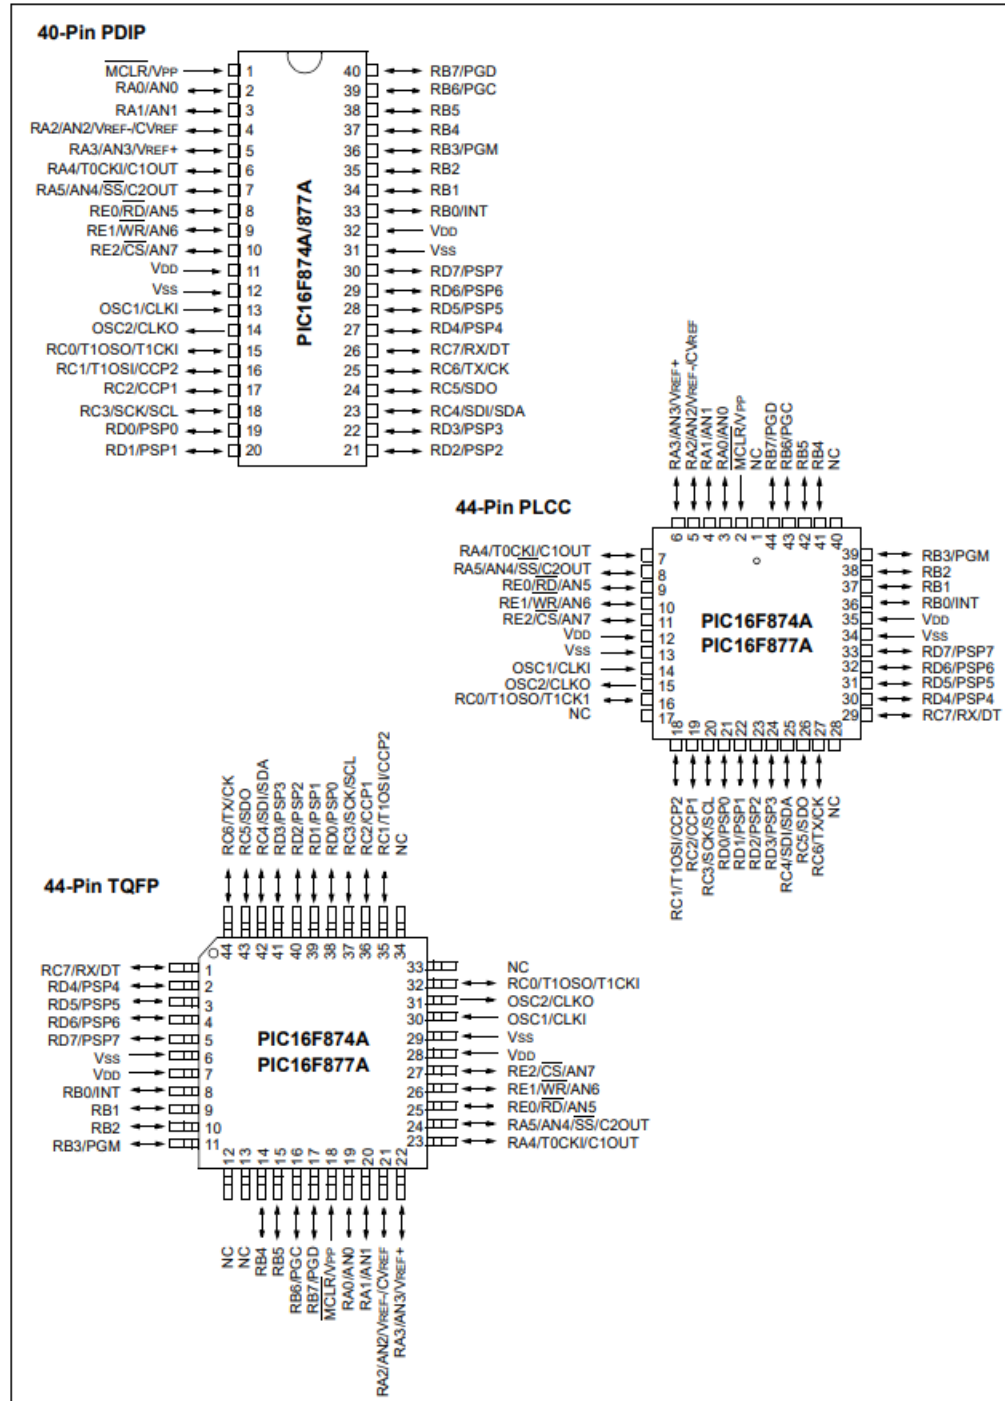 40-Pin PDIP
MCLR/VPP 1
RA0/AN0 2
RA1/AN1 3
RA2/AN2/VREF-/CVREF 4
RA3/AN3/VREF+ 5
RA4/T0CKI/C1OUT 6
RA5/AN4/SS/C2OUT 7
RE0/RD/AN5 8
RE1/WR/AN6 9
RE2/CS/AN7 10
VDD 11
VSS 12
OSC1/CLKI 13
OSC2/CLKO 14
RC0/T1OSO/T1CKI 15
RC1/T1OSI/CCP2 16
RC2/CCP1 17
RC3/SCK/SCL 18
RD0/PSP0 19
RD1/PSP1 20
PIC16F874A/877A
40 RB7/PGD
39 RB6/PGC
38 RB5
37 RB4
36 RB3/PGM
35 RB2
34 RB1
33 RB0/INT
32 VDD
31 VSS
30 RD7/PSP7
29 RD6/PSP6
28 RD5/PSP5
27 RD4/PSP4
26 RC7/RX/DT
25 RC6/TX/CK
24 RC5/SDO
23 RC4/SDI/SDA
22 RD3/PSP3
21 RD2/PSP2
44-Pin PLCC
RA3/AN3/VREF+ 6
RA2/AN2/VREF-/CVREF 5
RA1/AN1 4
RA0/AN0 3
MCLR/VPP 2
NC 1
RB7/PGD 44
RB6/PGC 43
RB5 42
RB4 41
NC 40
RA4/T0CKI/C1OUT 7
RA5/AN4/SS/C2OUT 8
RE0/RD/AN5 9
RE1/WR/AN6 10
RE2/CS/AN7 11
VDD 12
VSS 13
OSC1/CLKI 14
OSC2/CLKO 15
RC0/T1OSO/T1CK1 16
NC 17
PIC16F874A
PIC16F877A
39 RB3/PGM
38 RB2
37 RB1
36 RB0/INT
35 VDD
34 VSS
33 RD7/PSP7
32 RD6/PSP6
31 RD5/PSP5
30 RD4/PSP4
29 RC7/RX/DT
18 RC1/T1OSI/CCP2
19 RC2/CCP1
20 RC3/SCK/SCL
21 RD0/PSP0
22 RD1/PSP1
23 RD2/PSP2
24 RD3/PSP3
25 RC4/SDI/SDA
26 RC5/SDO
27 RC6/TX/CK
28 NC
44-Pin TQFP
RC6/TX/CK 44
RC5/SDO 43
RC4/SDI/SDA 42
RD3/PSP3 41
RD2/PSP2 40
RD1/PSP1 39
RD0/PSP0 38
RC3/SCK/SCL 37
RC2/CCP1 36
RC1/T1OSI/CCP2 35
NC 34
RC7/RX/DT 1
RD4/PSP4 2
RD5/PSP5 3
RD6/PSP6 4
RD7/PSP7 5
VSS 6
VDD 7
RB0/INT 8
RB1 9
RB2 10
RB3/PGM 11
PIC16F874A
PIC16F877A
33 NC
32 RC0/T1OSO/T1CKI
31 OSC2/CLKO
30 OSC1/CLKI
29 VSS
28 VDD
27 RE2/CS/AN7
26 RE1/WR/AN6
25 RE0/RD/AN5
24 RA5/AN4/SS/C2OUT
23 RA4/T0CKI/C1OUT
12 NC
13 NC
14 RB4
15 RB5
16 RB6/PGC
17 RB7/PGD
18 MCLR/VPP
19 RA0/AN0
20 RA1/AN1
21 RA2/AN2/VREF-/CVREF
22 RA3/AN3/VREF+